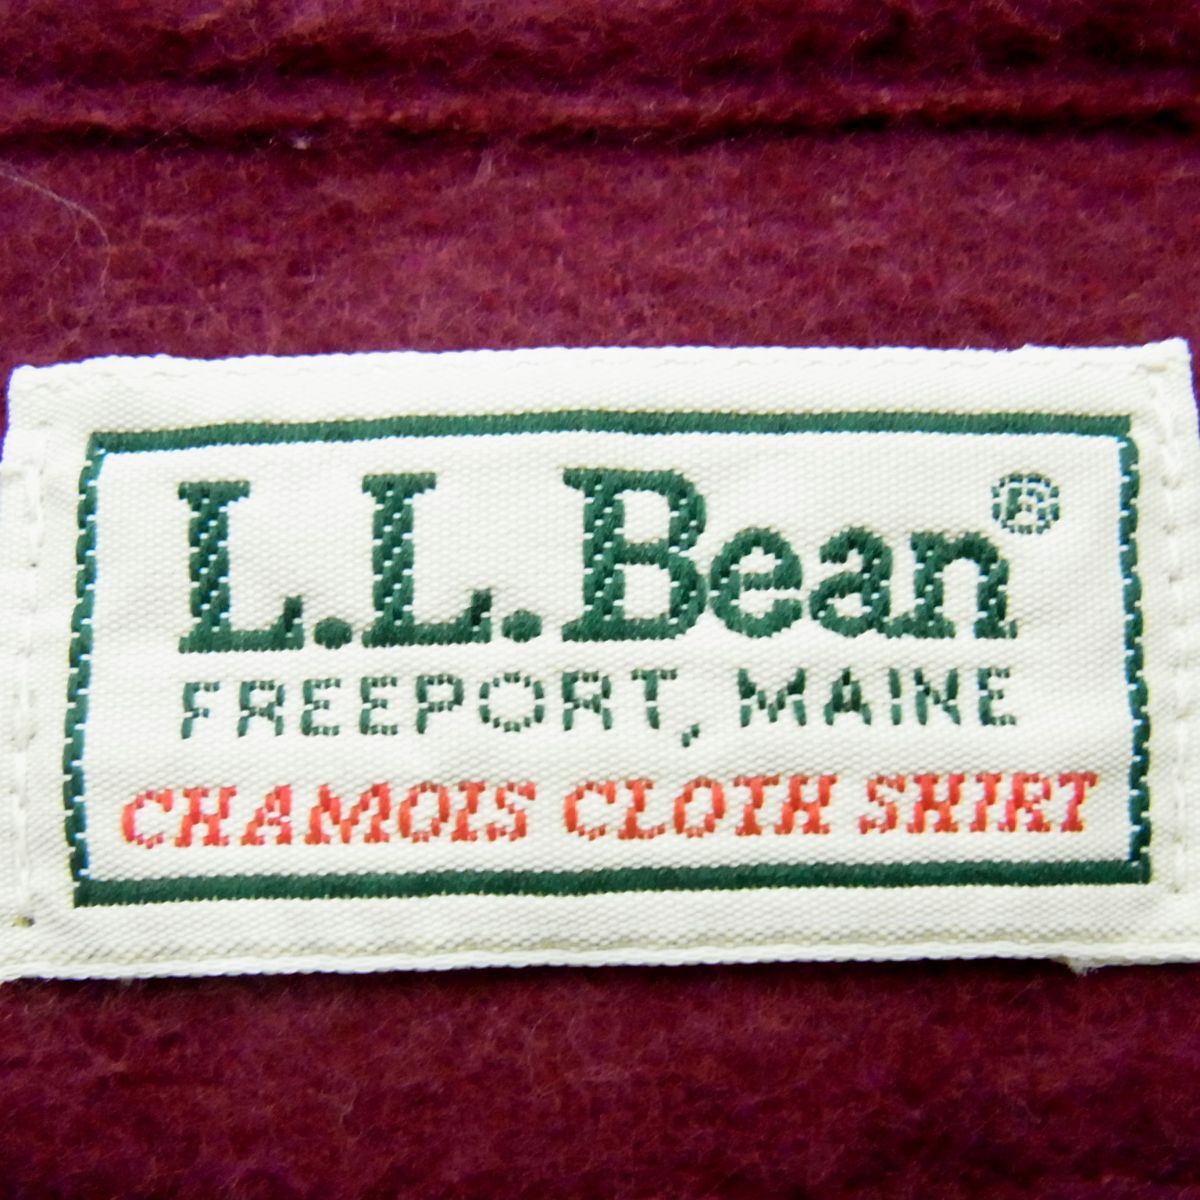 L.L.Bean®
FREEPORT, MAINE
CHAMOIS CLOTH SHIRT